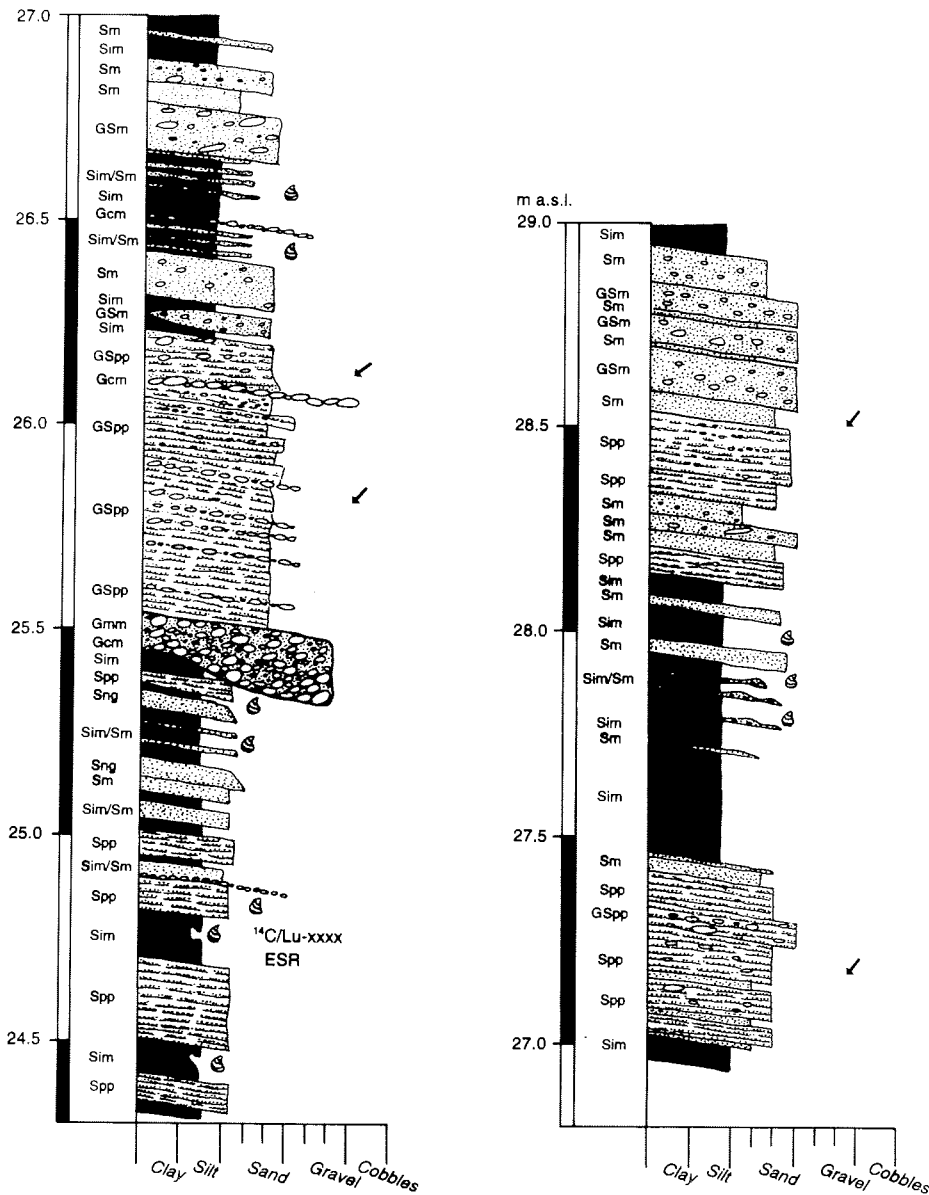 27.0
Sm
Sim
Sm
Sm
GSm
Sim/Sm
Sim
Gcm
26.5
Sim/Sm
Sm
Sim
GSm
Sim
GSpp
Gcm
26.0
GSpp
GSpp
GSpp
25.5
Gmm
Gcm
Sim
Spp
Sng
Sim/Sm
Sng
Sm
Sim/Sm
25.0
Spp
Sim/Sm
Spp
Sim
14C/Lu-xxxx
ESR
Spp
24.5
Sim
Spp
Clay Silt Sand Gravel Cobbles
m a.s.l.
29.0
Sim
Sm
GSm
Sm
GSm
Sm
GSm
Sm
28.5
Spp
Spp
Sm
Sm
Sm
Spp
Sim
Sm
28.0
Sim
Sm
Sim/Sm
Sim
Sm
Sim
27.5
Sm
Spp
GSpp
Spp
Spp
27.0
Sim
Clay Silt Sand Gravel Cobbles